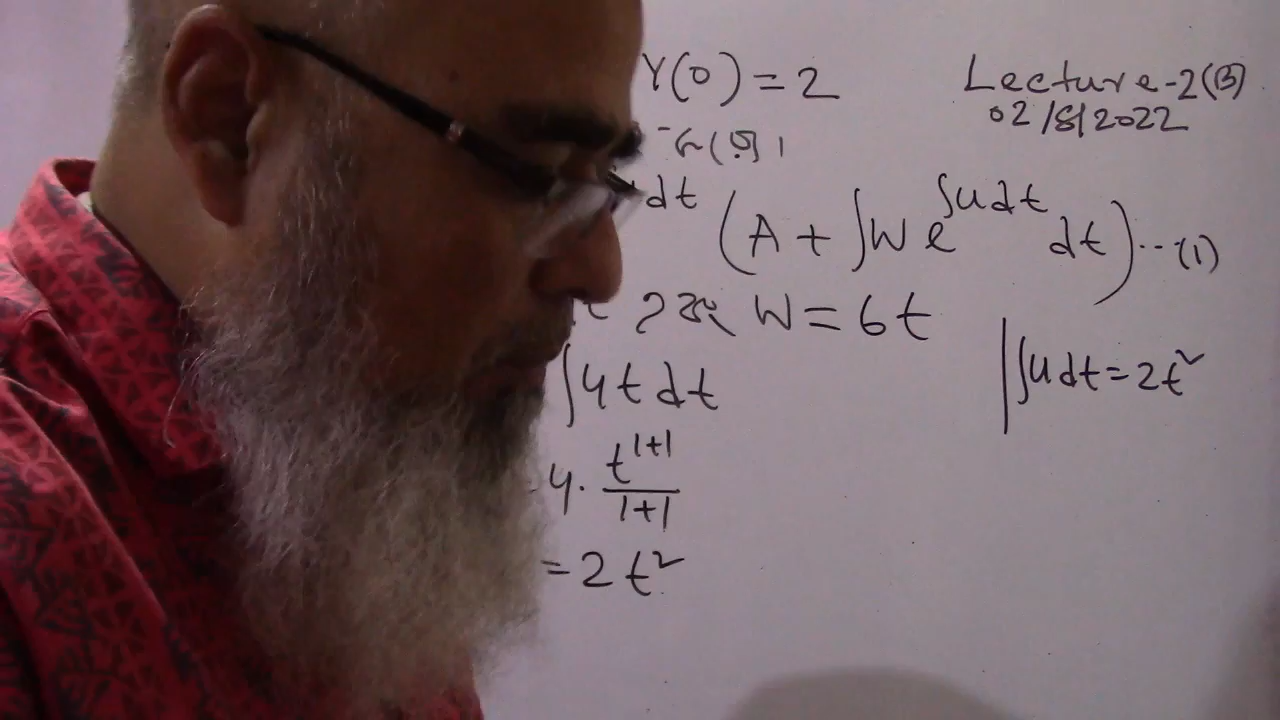 Y(0) = 2
Lecture-2(B)
02/8/2022
dt (A + ∫W e^∫udt dt) ... (1)
W = 6t
∫4t dt
|∫udt = 2t²
4. t^1+1 / 1+1
= 2t²